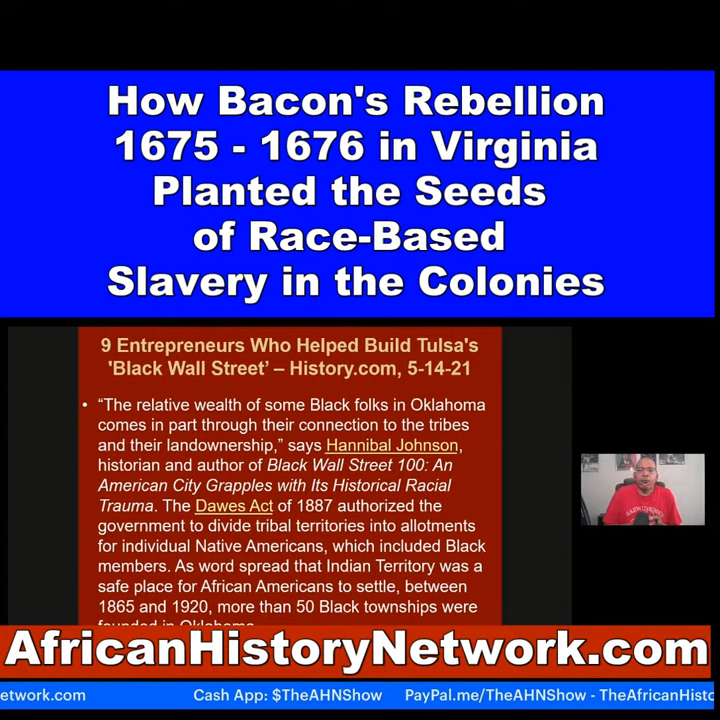 How Bacon's Rebellion
1675 - 1676 in Virginia
Planted the Seeds
of Race-Based
Slavery in the Colonies
9 Entrepreneurs Who Helped Build Tulsa's
'Black Wall Street' – History.com, 5-14-21
• “The relative wealth of some Black folks in Oklahoma
comes in part through their connection to the tribes
and their landownership,” says Hannibal Johnson,
historian and author of Black Wall Street 100: An
American City Grapples with Its Historical Racial
Trauma. The Dawes Act of 1887 authorized the
government to divide tribal territories into allotments
for individual Native Americans, which included Black
members. As word spread that Indian Territory was a
safe place for African Americans to settle, between
1865 and 1920, more than 50 Black townships were
founded in Oklahoma.
AfricanHistoryNetwork.com
etwork.com Cash App: $TheAHNShow PayPal.me/TheAHNShow - TheAfricanHisto